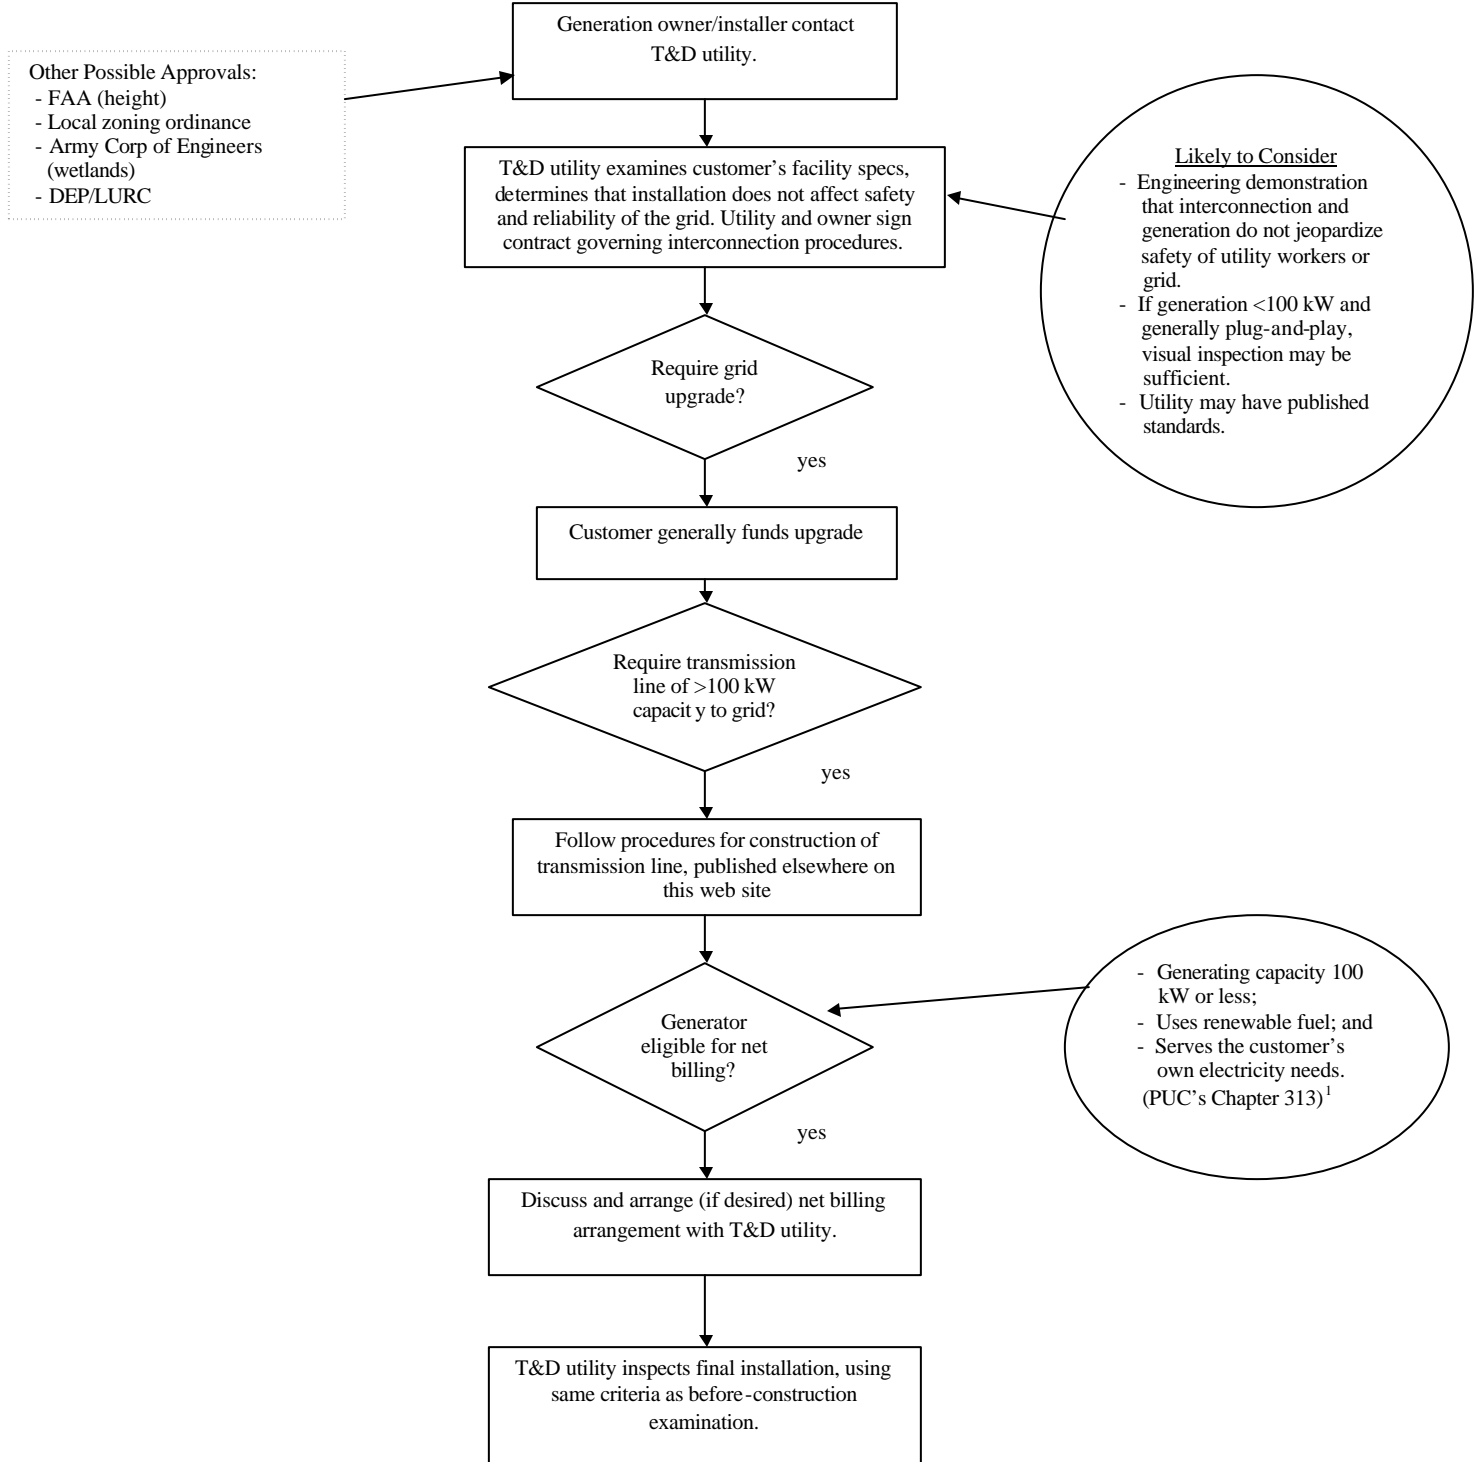 Generation owner/installer contact
T&D utility.
Other Possible Approvals:
- FAA (height)
- Local zoning ordinance
- Army Corp of Engineers
(wetlands)
- DEP/LURC
T&D utility examines customer’s facility specs,
determines that installation does not affect safety
and reliability of the grid. Utility and owner sign
contract governing interconnection procedures.
Likely to Consider
- Engineering demonstration
that interconnection and
generation do not jeopardize
safety of utility workers or
grid.
- If generation <100 kW and
generally plug-and-play,
visual inspection may be
sufficient.
- Utility may have published
standards.
Require grid
upgrade?
yes
Customer generally funds upgrade
Require transmission
line of >100 kW
capacit y to grid?
yes
Follow procedures for construction of
transmission line, published elsewhere on
this web site
Generator
eligible for net
billing?
- Generating capacity 100
kW or less;
- Uses renewable fuel; and
- Serves the customer’s
own electricity needs.
(PUC’s Chapter 313)1
yes
Discuss and arrange (if desired) net billing
arrangement with T&D utility.
T&D utility inspects final installation, using
same criteria as before-construction
examination.